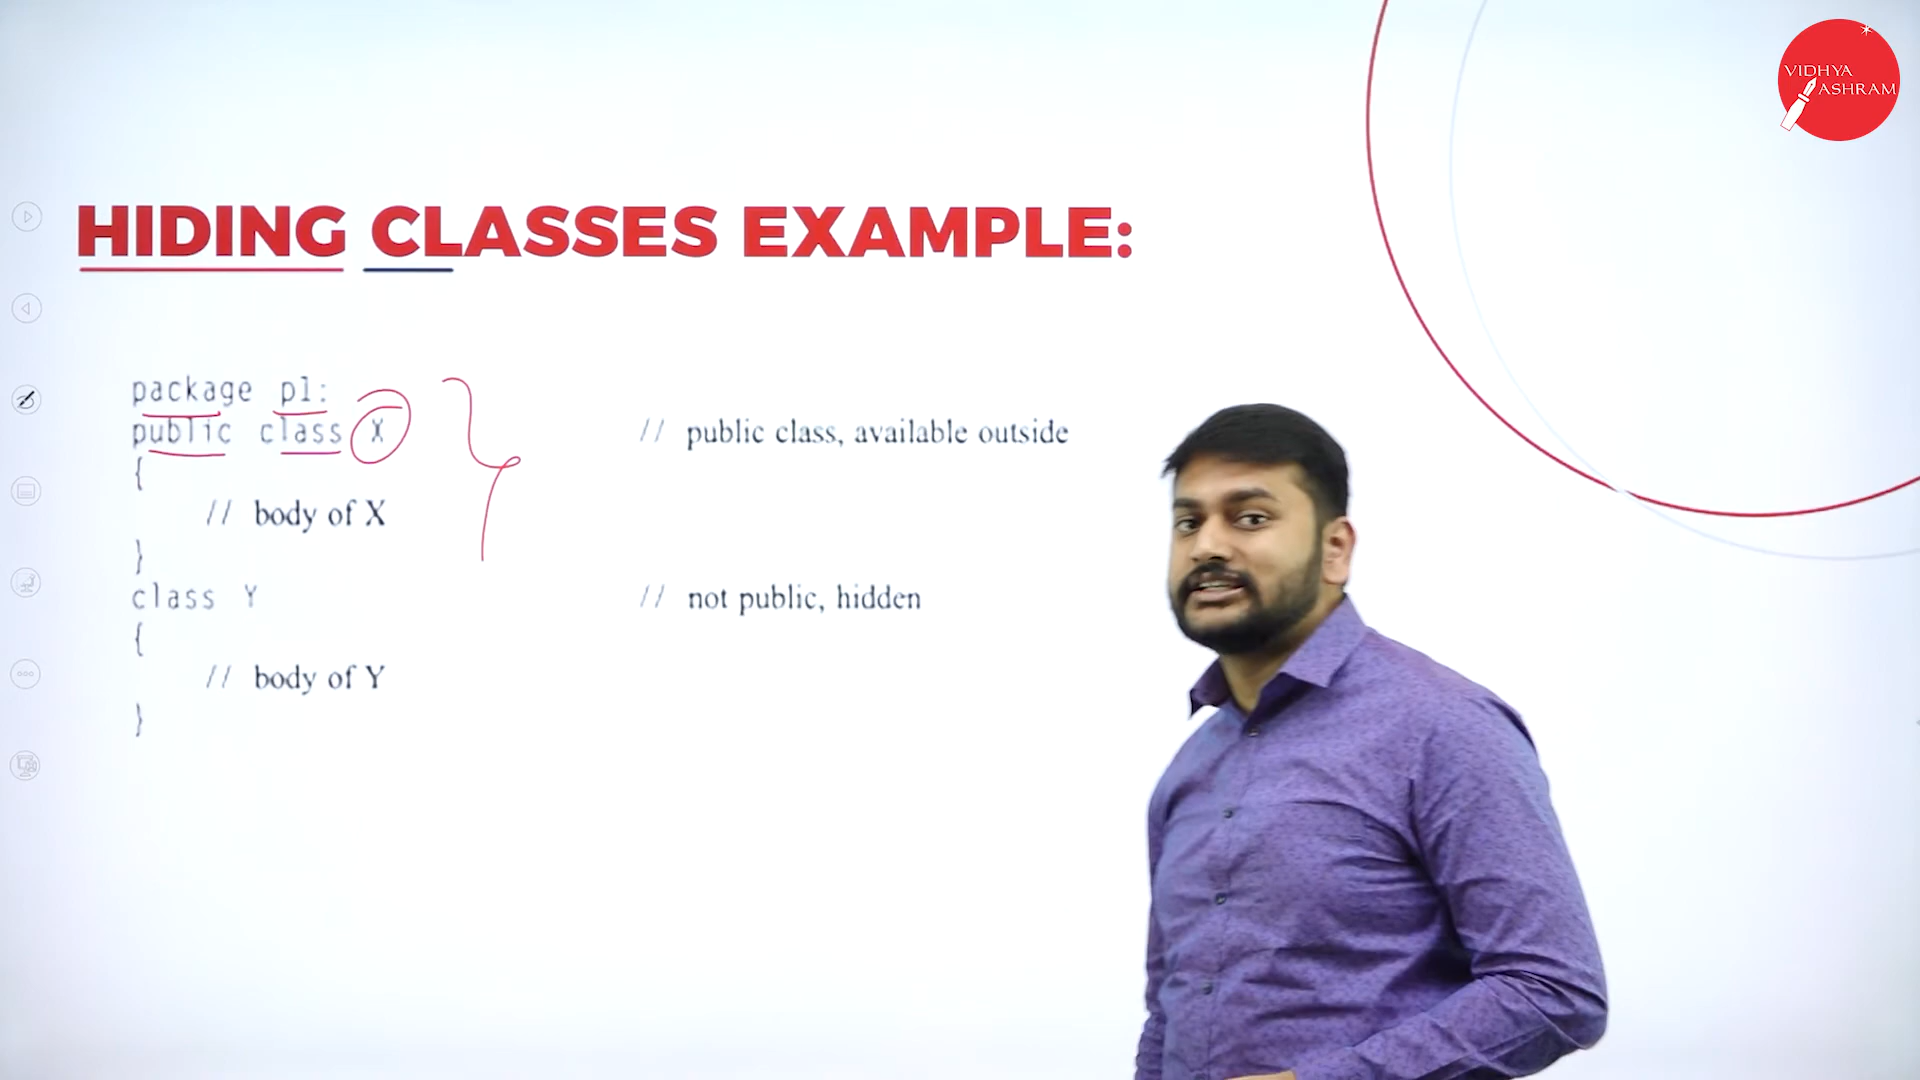 VIDHYA
ASHRAM
HIDING CLASSES EXAMPLE:
package p1:
public class X // public class, available outside
{
// body of X
}
class Y // not public, hidden
{
// body of Y
}